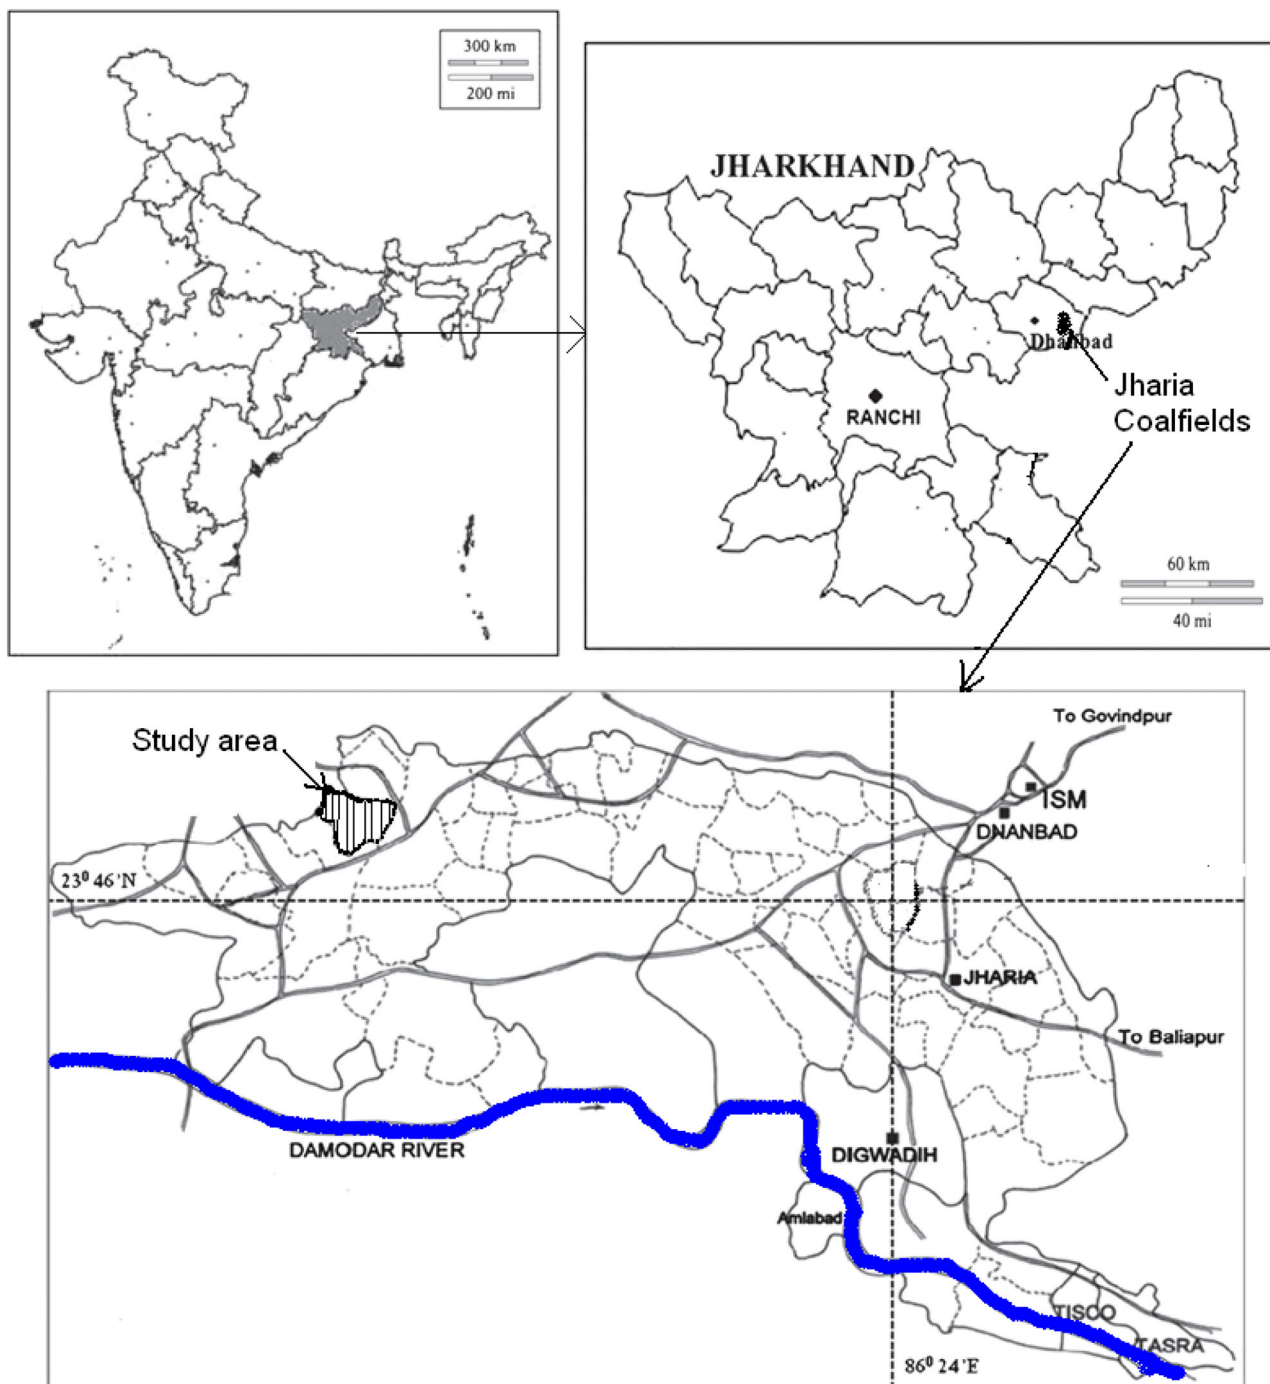 300 km
200 mi
JHARKHAND
Dhanbad
Jharia
Coalfields
RANCHI
60 km
40 mi
Study area
To Govindpur
ISM
DNANBAD
23⁰ 46'N
JHARIA
To Baliapur
DAMODAR RIVER
DIGWADIH
Amlabad
TISCO
TASRA
86⁰ 24'E